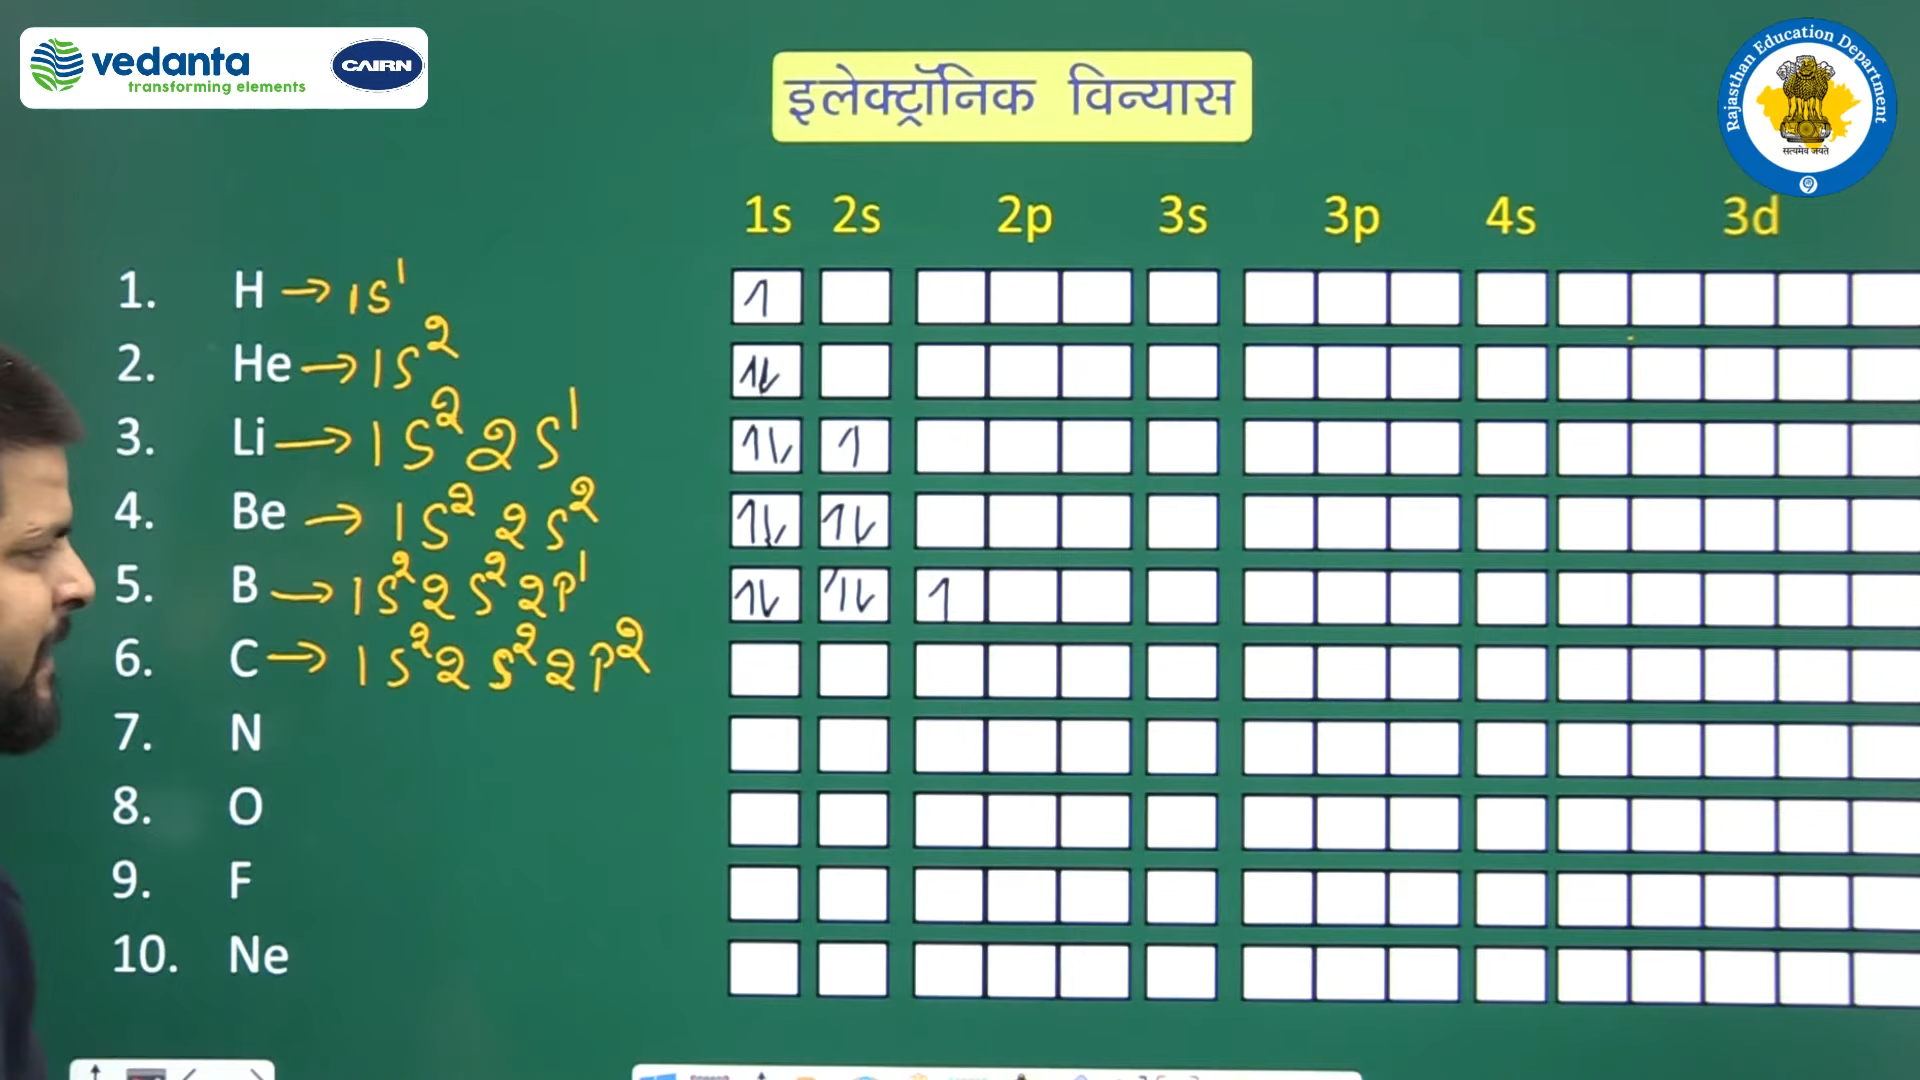 vedanta
transforming elements
CAIRN
इलेक्ट्रॉनिक विन्यास
Rajasthan Education Department
सत्यमेव जयते
1s 2s 2p 3s 3p 4s 3d
1. H → 1s¹
2. He → 1s²
3. Li → 1s² 2s¹
4. Be → 1s² 2s²
5. B → 1s² 2s² 2p¹
6. C → 1s² 2s² 2p²
7. N
8. O
9. F
10. Ne